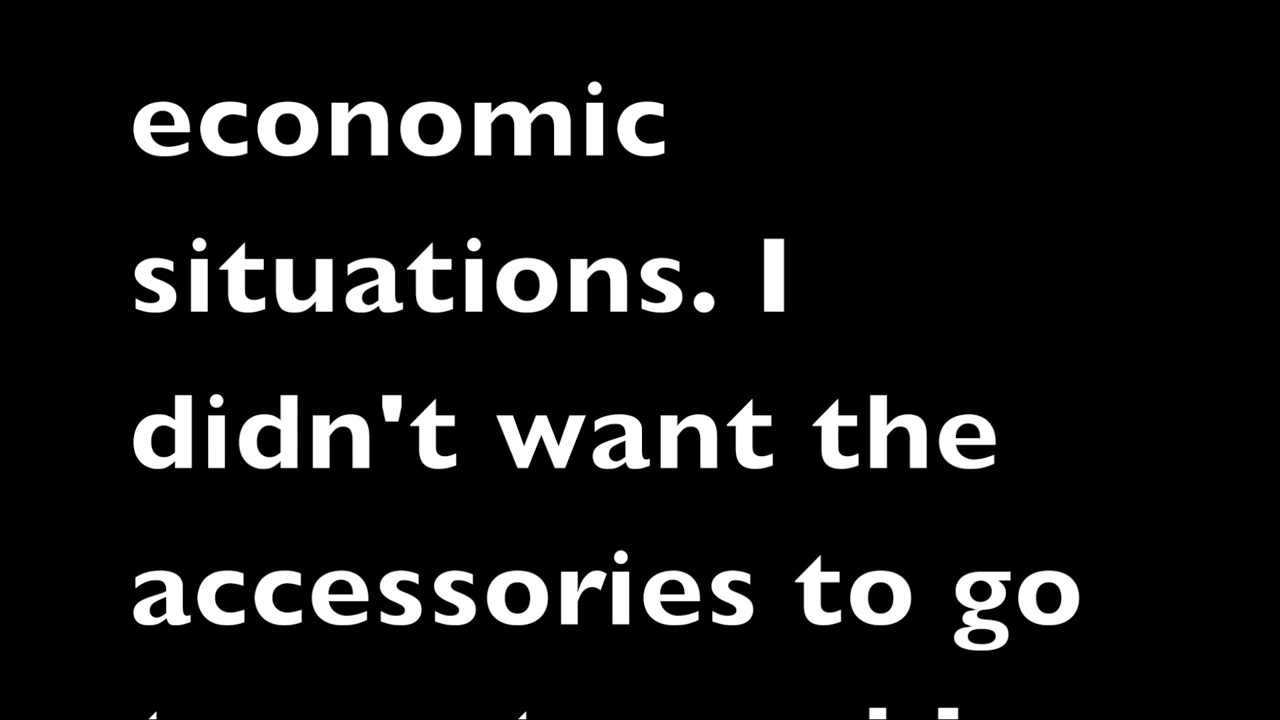 economic
situations. I
didn't want the
accessories to go